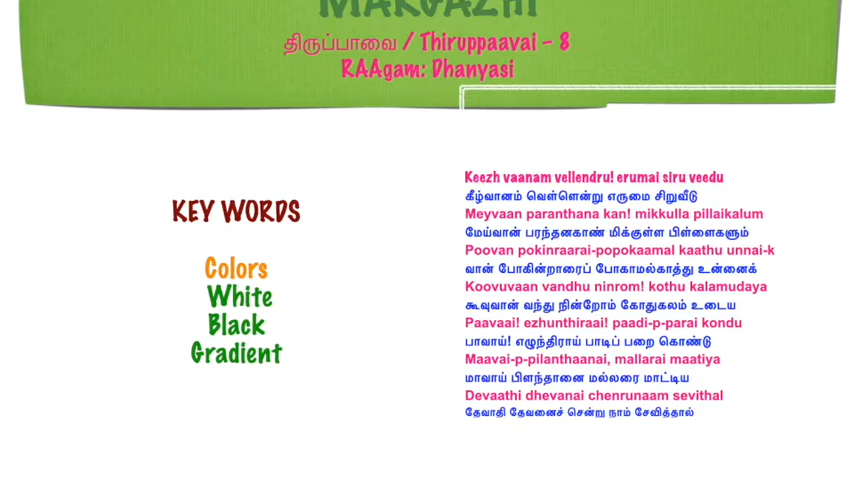 MARGAZHI
திருப்பாவை / Thiruppaavai – 8
RAAgam: Dhanyasi
KEY WORDS
Colors
White
Black
Gradient
Keezh vaanam vellendru! erumai siru veedu
கீழ்வானம் வெள்ளென்று எருமை சிறுவீடு
Meyvaan paranthana kan! mikkulla pillaikalum
மேய்வான் பரந்தனகாண் மிக்குள்ள பிள்ளைகளும்
Poovan pokinraarai-popokaamal kaathu unnai-k
வான் போகின்றாரைப் போகாமல்காத்து உன்னைக்
Koovuvaan vandhu ninrom! kothu kalamudaya
கூவுவான் வந்து நின்றோம் கோதுகலம் உடைய
Paavaai! ezhunthiraai! paadi-p-parai kondu
பாவாய்! எழுந்திராய் பாடிப் பறை கொண்டு
Maavai-p-pilanthaanai, mallarai maatiya
மாவாய் பிளந்தானை மல்லரை மாட்டிய
Devaathi dhevanai chenrunaam sevithal
தேவாதி தேவனைச் சென்று நாம் சேவித்தால்